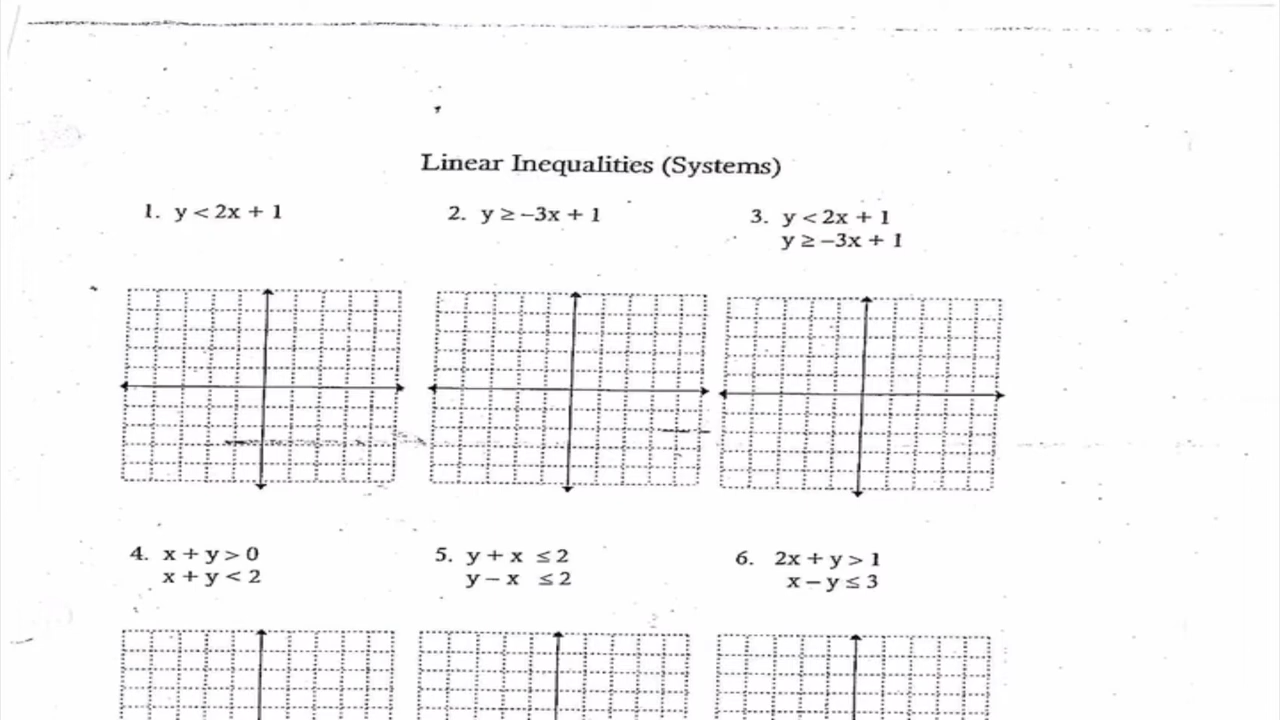 Linear Inequalities (Systems)
1. y < 2x + 1
2. y ≥ –3x + 1
3. y < 2x + 1
y ≥ –3x + 1
4. x + y > 0
x + y < 2
5. y + x ≤ 2
y – x ≤ 2
6. 2x + y > 1
x – y ≤ 3